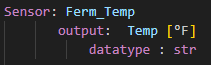 Sensor: Ferm_Temp
output: Temp [°F]
datatype : str